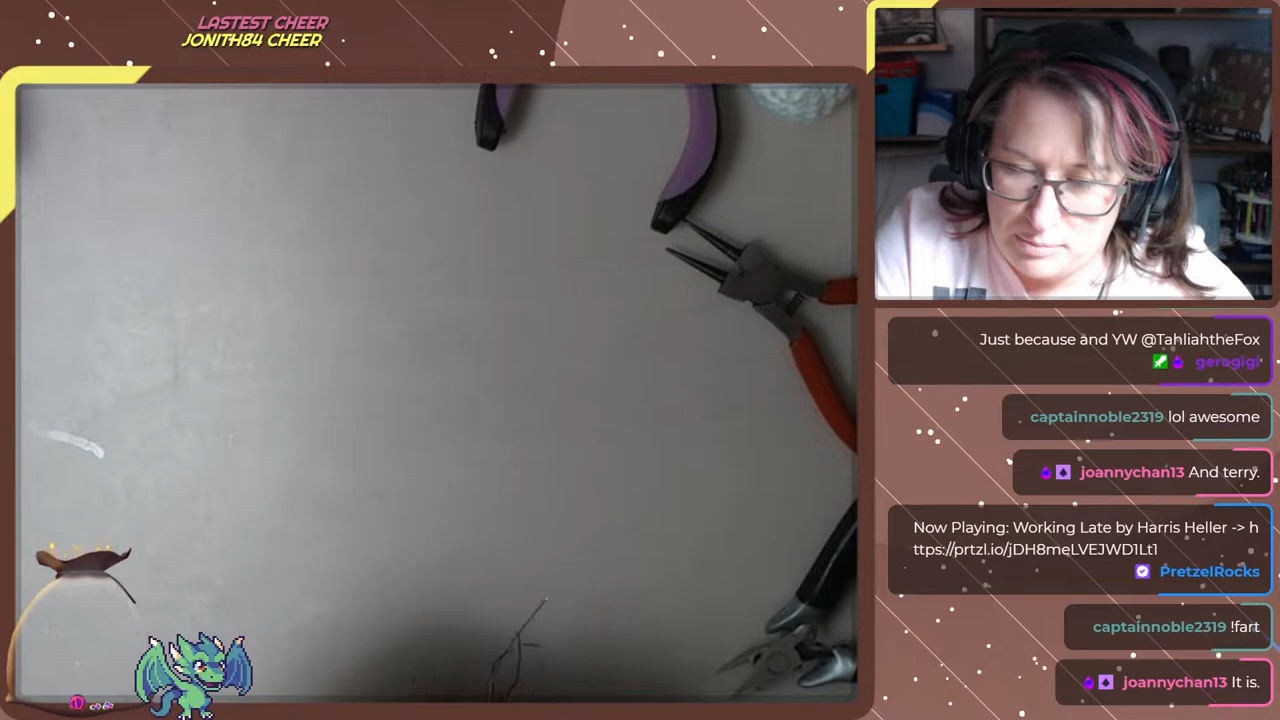 LASTEST CHEER
JONITH84 CHEER
Just because and YW @TahliahtheFox
gerogigi
captainnoble2319 lol awesome
joannychan13 And terry.
Now Playing: Working Late by Harris Heller -> h
ttps://prtzl.io/jDH8meLVEJWD1Lt1
PretzelRocks
captainnoble2319 !fart
joannychan13 It is.